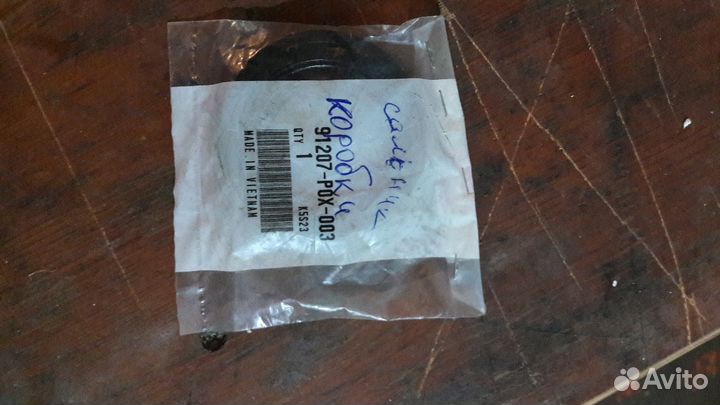 сальник
коробки
91207-P0X-003
QTY 1
K5S23
MADE IN VIETNAM
Avito